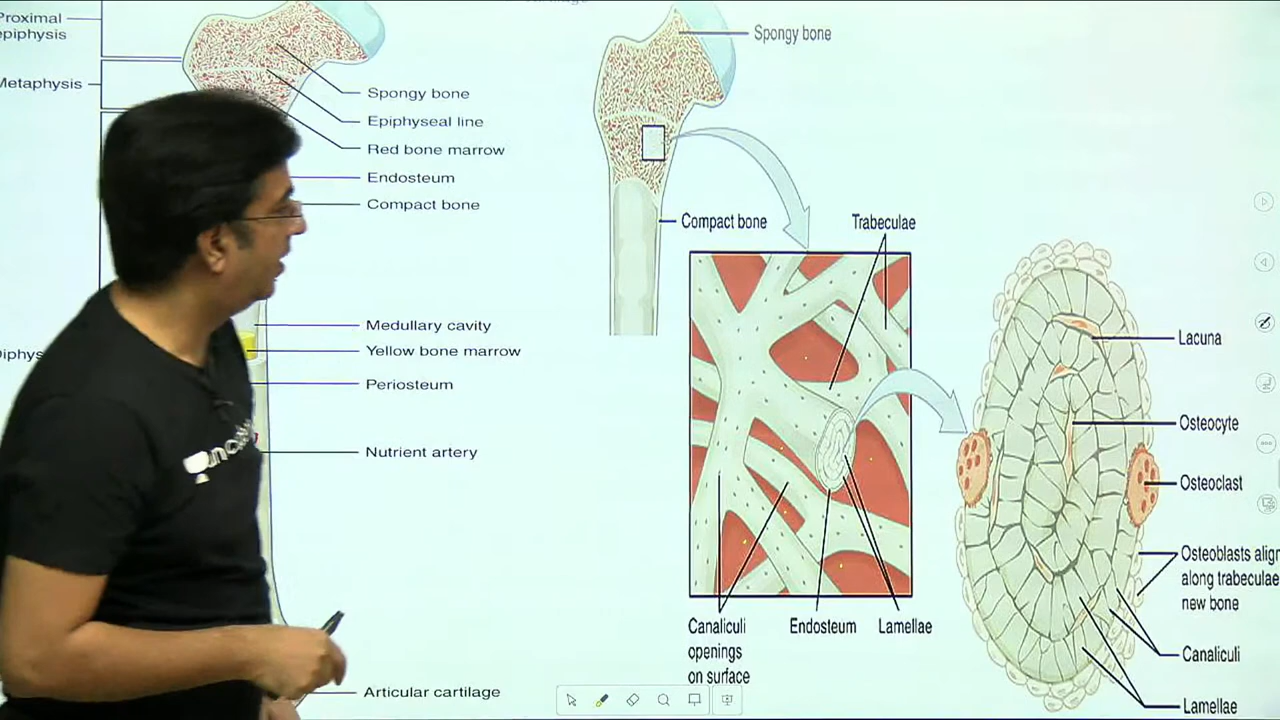 Proximal
epiphysis
Metaphysis
Spongy bone
Epiphyseal line
Red bone marrow
Endosteum
Compact bone
Medullary cavity
Yellow bone marrow
Periosteum
Nutrient artery
Articular cartilage
unac
Spongy bone
Compact bone
Trabeculae
Canaliculi
openings
on surface
Endosteum
Lamellae
Lacuna
Osteocyte
Osteoclast
Osteoblasts align
along trabeculae
new bone
Canaliculi
Lamellae